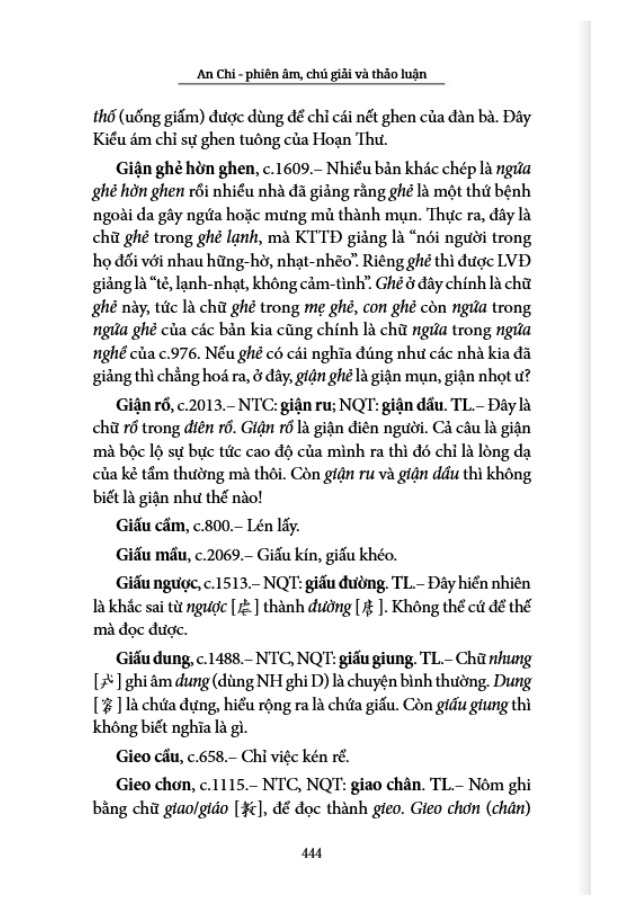 An Chi - phiên âm, chú giải và thảo luận
thố (uống giấm) được dùng để chỉ cái nết ghen của đàn bà. Đây
Kiều ám chỉ sự ghen tuông của Hoạn Thư.
Giận ghẻ hờn ghen, c.1609.– Nhiều bản khác chép là ngứa
ghẻ hờn ghen rồi nhiều nhà đã giảng rằng ghẻ là một thứ bệnh
ngoài da gây ngứa hoặc mưng mủ thành mụn. Thực ra, đây là
chữ ghẻ trong ghẻ lạnh, mà KTTĐ giảng là “nói người trong
họ đối với nhau hững-hờ, nhạt-nhẽo”. Riêng ghẻ thì được LVĐ
giảng là “tẻ, lạnh-nhạt, không cảm-tình”. Ghẻ ở đây chính là chữ
ghẻ này, tức là chữ ghẻ trong mẹ ghẻ, con ghẻ còn ngứa trong
ngứa ghẻ của các bản kia cũng chính là chữ ngứa trong ngứa
nghề của c.976. Nếu ghẻ có cái nghĩa đúng như các nhà kia đã
giảng thì chẳng hoá ra, ở đây, giận ghẻ là giận mụn, giận nhọt ư?
Giận rồ, c.2013.– NTC: giận ru; NQT: giận dầu. TL.– Đây là
chữ rồ trong điên rồ. Giận rồ là giận điên người. Cả câu là giận
mà bộc lộ sự bực tức cao độ của mình ra thì đó chỉ là lòng dạ
của kẻ tầm thường mà thôi. Còn giận ru và giận dầu thì không
biết là giận như thế nào!
Giấu cầm, c.800.– Lén lấy.
Giấu mầu, c.2069.– Giấu kín, giấu khéo.
Giấu ngược, c.1513.– NQT: giấu đường. TL.– Đây hiển nhiên
là khắc sai từ ngược [] thành đường []. Không thể cứ để thế
mà đọc được.
Giấu dung, c.1488.– NTC, NQT: giấu giung. TL.– Chữ nhung
[] ghi âm dung (dùng NH ghi D) là chuyện bình thường. Dung
[] là chứa đựng, hiểu rộng ra là chứa giấu. Còn giấu giung thì
không biết nghĩa là gì.
Gieo cầu, c.658.– Chỉ việc kén rể.
Gieo chơn, c.1115.– NTC, NQT: giao chân. TL.– Nôm ghi
bằng chữ giao/giáo [], để đọc thành gieo. Gieo chơn (chân)
444